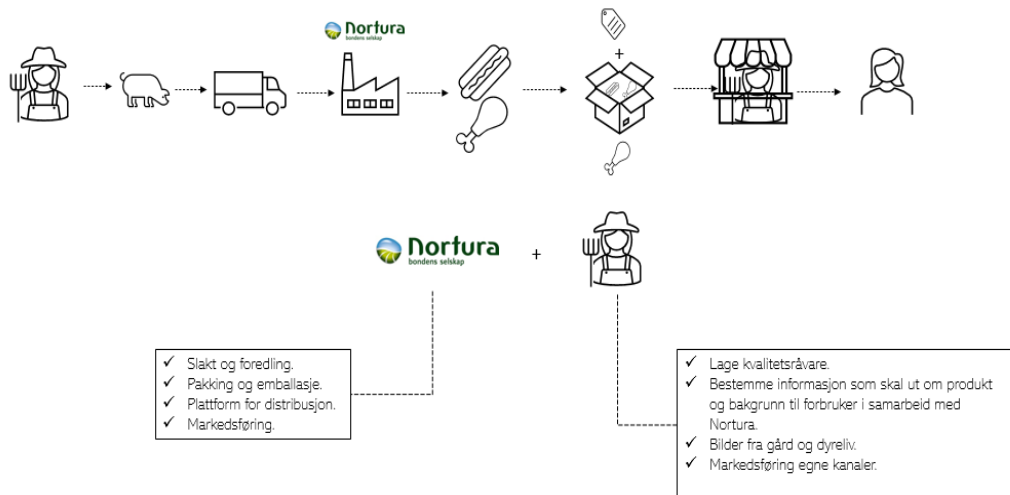 Nortura
bondens selskap
+
Nortura
bondens selskap
+
✓ Slakt og foredling.
✓ Pakking og emballasje.
✓ Plattform for distribusjon.
✓ Markedsføring.
✓ Lage kvalitetsråvare.
✓ Bestemme informasjon som skal ut om produkt
og bakgrunn til forbruker i samarbeid med
Nortura.
✓ Bilder fra gård og dyreliv.
✓ Markedsføring egne kanaler.